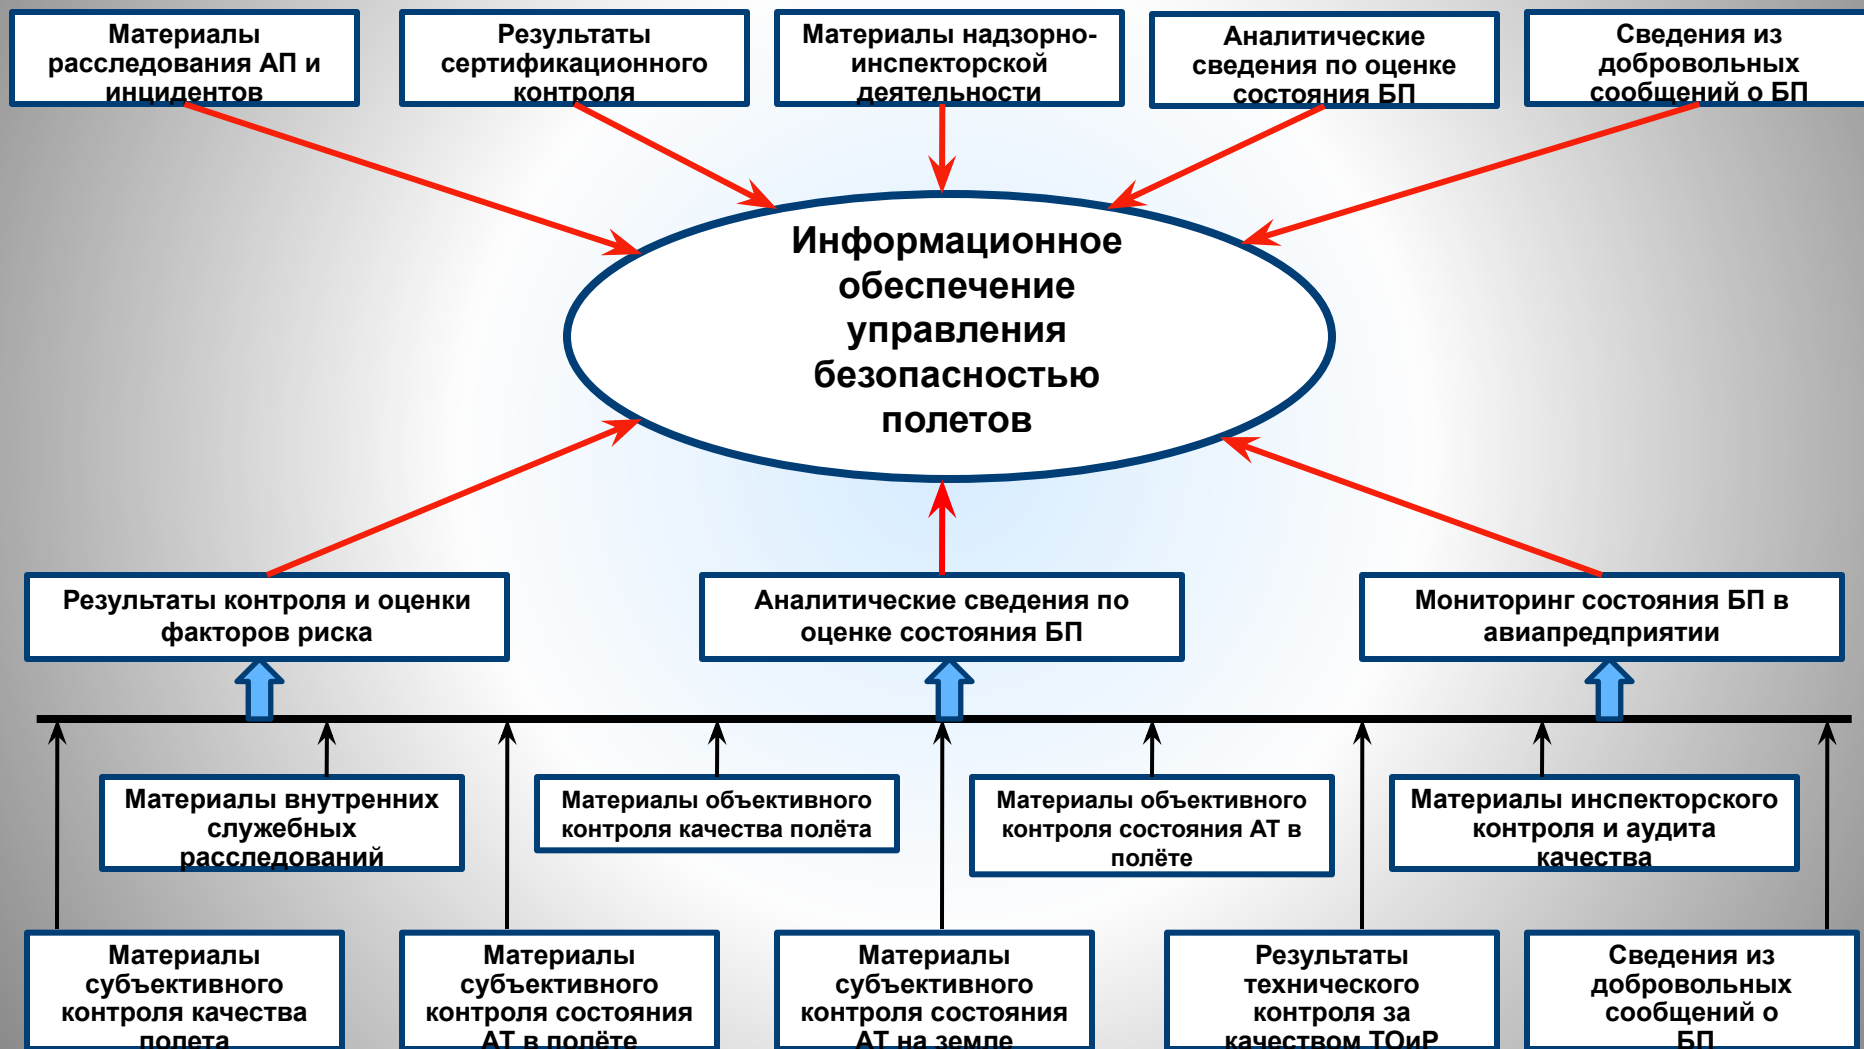 Материалы
расследования АП и
инцидентов
Результаты
сертификационного
контроля
Материалы надзорно-
инспекторской
деятельности
Аналитические
сведения по оценке
состояния БП
Сведения из
добровольных
сообщений о БП
Информационное
обеспечение
управления
безопасностью
полетов
Результаты контроля и оценки
факторов риска
Аналитические сведения по
оценке состояния БП
Мониторинг состояния БП в
авиапредприятии
Материалы внутренних
служебных
расследований
Материалы объективного
контроля качества полёта
Материалы объективного
контроля состояния АТ в
полёте
Материалы инспекторского
контроля и аудита
качества
Материалы
субъективного
контроля качества
полета
Материалы
субъективного
контроля состояния
АТ в полёте
Материалы
субъективного
контроля состояния
АТ на земле
Результаты
технического
контроля за
качеством ТОиР
Сведения из
добровольных
сообщений о
БП